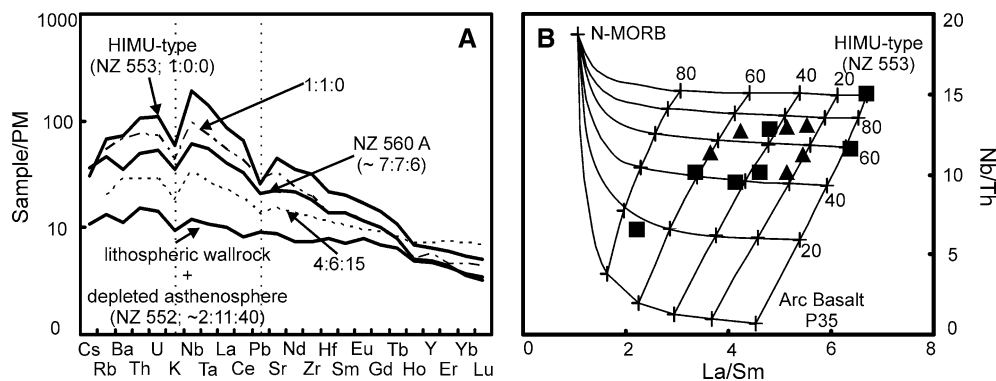 1000
100
10
0
Sample/PM
A
HIMU-type
(NZ 553; 1:0:0)
1:1:0
NZ 560 A
(~ 7:7:6)
4:6:15
lithospheric wallrock
+
depleted asthenosphere
(NZ 552; ~2:11:40)
Cs Ba U Nb La Pb Nd Hf Eu Tb Y Yb
Rb Th K Ta Ce Sr Zr Sm Gd Ho Er Lu
B
N-MORB
HIMU-type
(NZ 553)
80 60 40 20
80
60
40
20
Arc Basalt
P35
20
15
10
5
0
Nb/Th
0 2 4 6 8
La/Sm